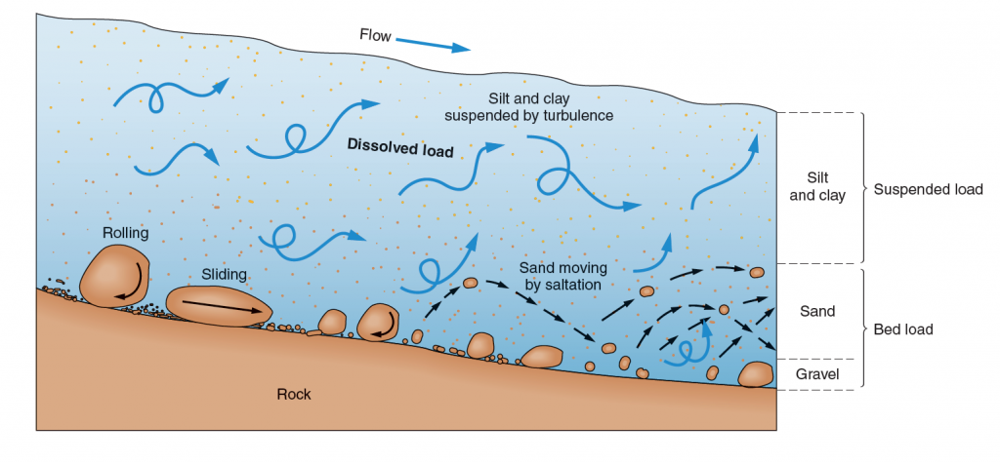 Flow
Silt and clay
suspended by turbulence
Dissolved load
Silt
and clay
Suspended load
Rolling
Sliding
Sand moving
by saltation
Sand
Bed load
Gravel
Rock